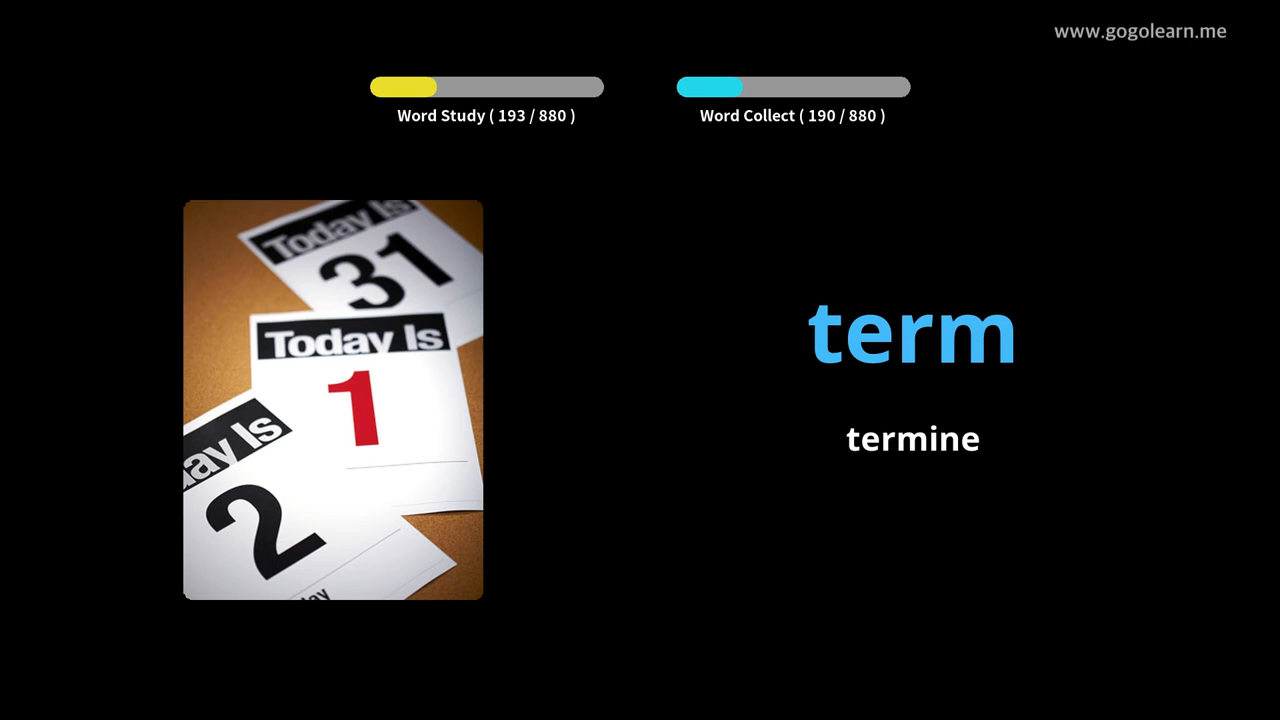 www.gogolearn.me
Word Study ( 193 / 880 )
Word Collect ( 190 / 880 )
Today Is
31
Today Is
1
ay Is
2
term
termine